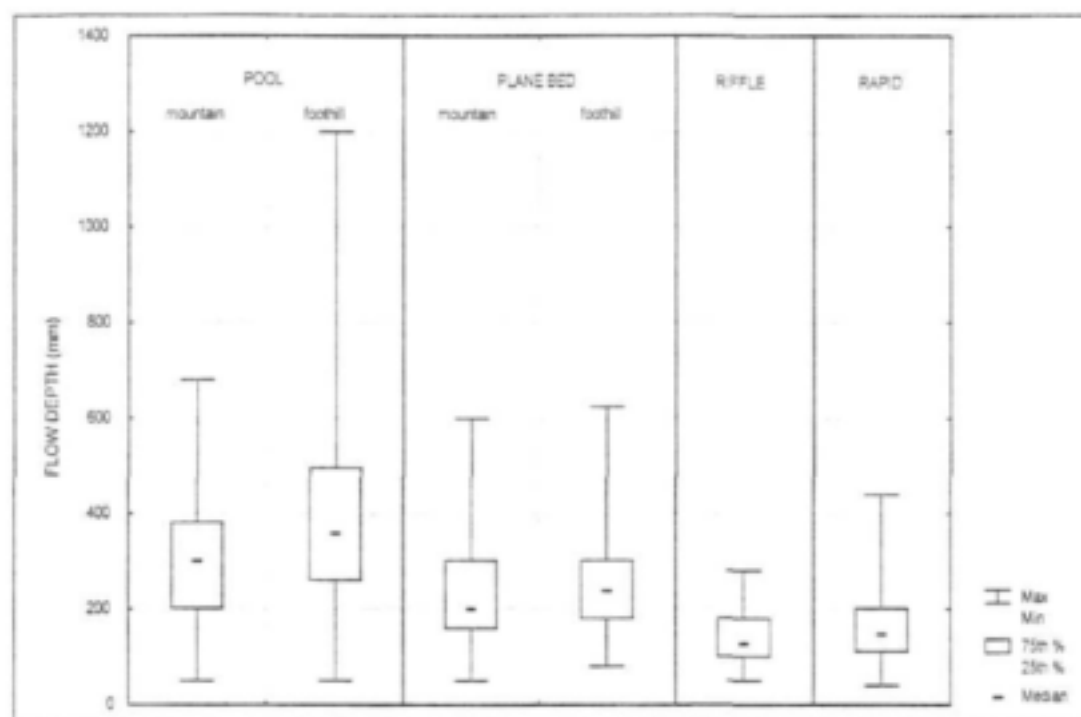 1400
POOL PLANE BED RIFFLE RAPID
mountain foothill mountain foothill
1200
1000
800
FLOW DEPTH (mm)
600
400
200
0
Max
Min
75th %
25th %
Median